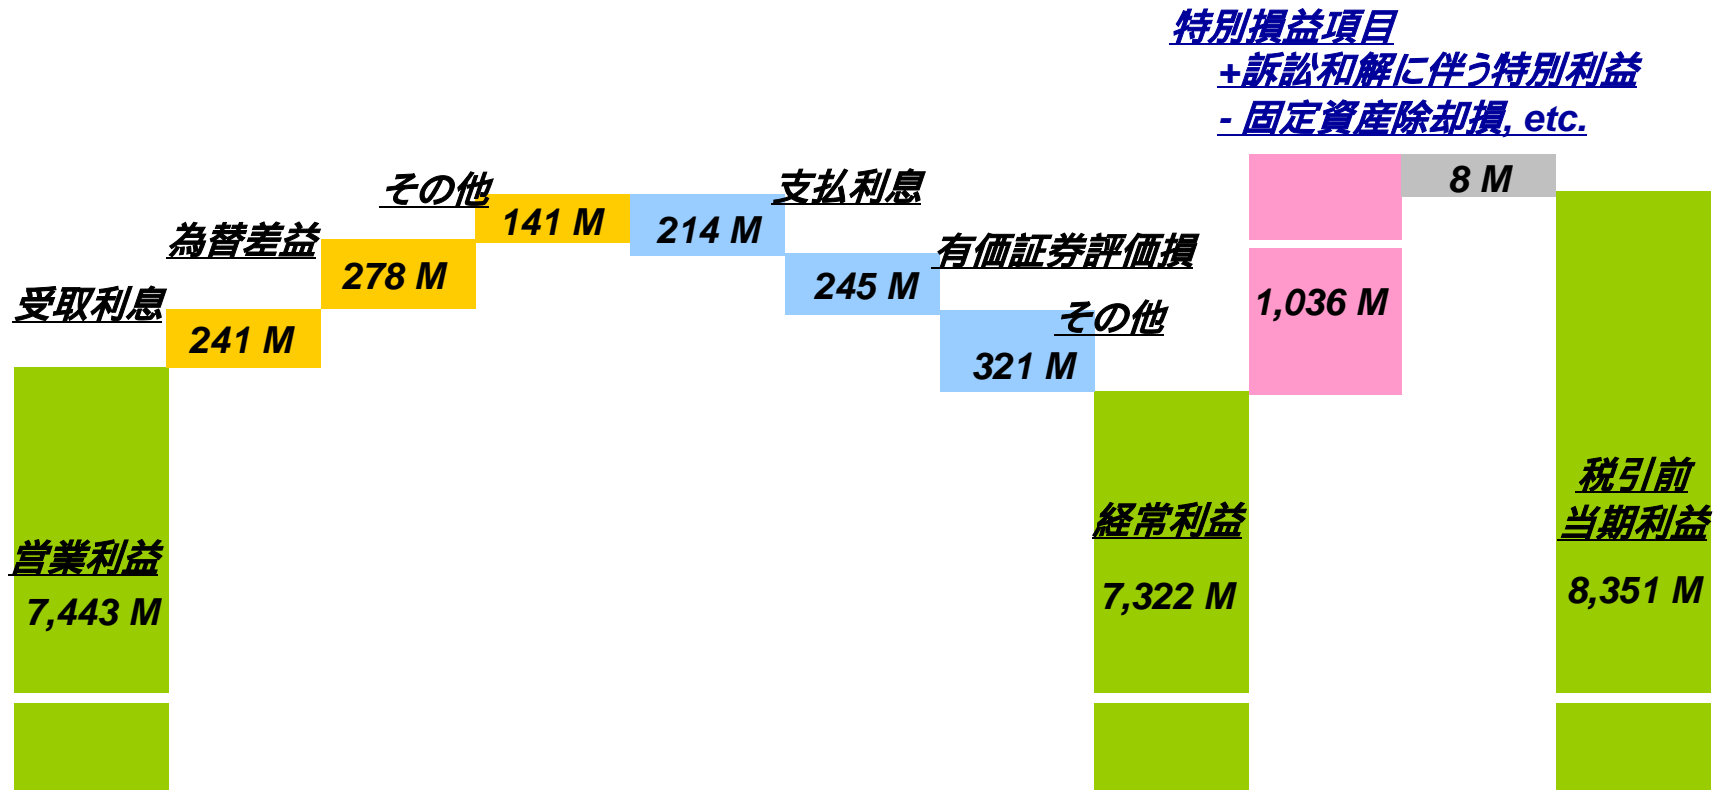 特別損益項目
+訴訟和解に伴う特別利益
- 固定資産除却損, etc.
受取利息
241 M
為替差益
278 M
その他
141 M
支払利息
214 M
有価証券評価損
245 M
その他
321 M
1,036 M
8 M
営業利益
7,443 M
経常利益
7,322 M
税引前
当期利益
8,351 M